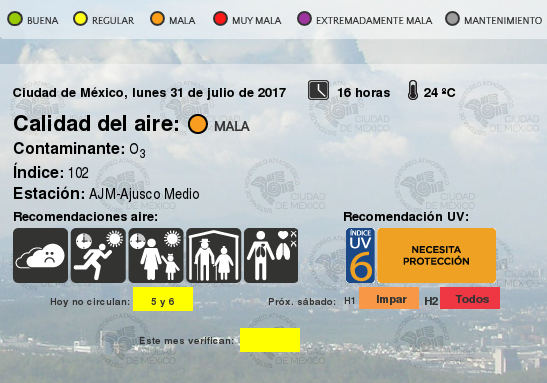 BUENA REGULAR MALA MUY MALA EXTREMADAMENTE MALA MANTENIMIENTO
Ciudad de México, lunes 31 de julio de 2017 16 horas 24 ºC
Calidad del aire: MALA
Contaminante: O3
Índice: 102
Estación: AJM-Ajusco Medio
Recomendaciones aire: Recomendación UV:
ÍNDICE UV 6 NECESITA PROTECCIÓN
Hoy no circulan: 5 y 6 Próx. sábado: H1 Impar H2 Todos
Este mes verifican:
CIUDAD DE MÉXICO